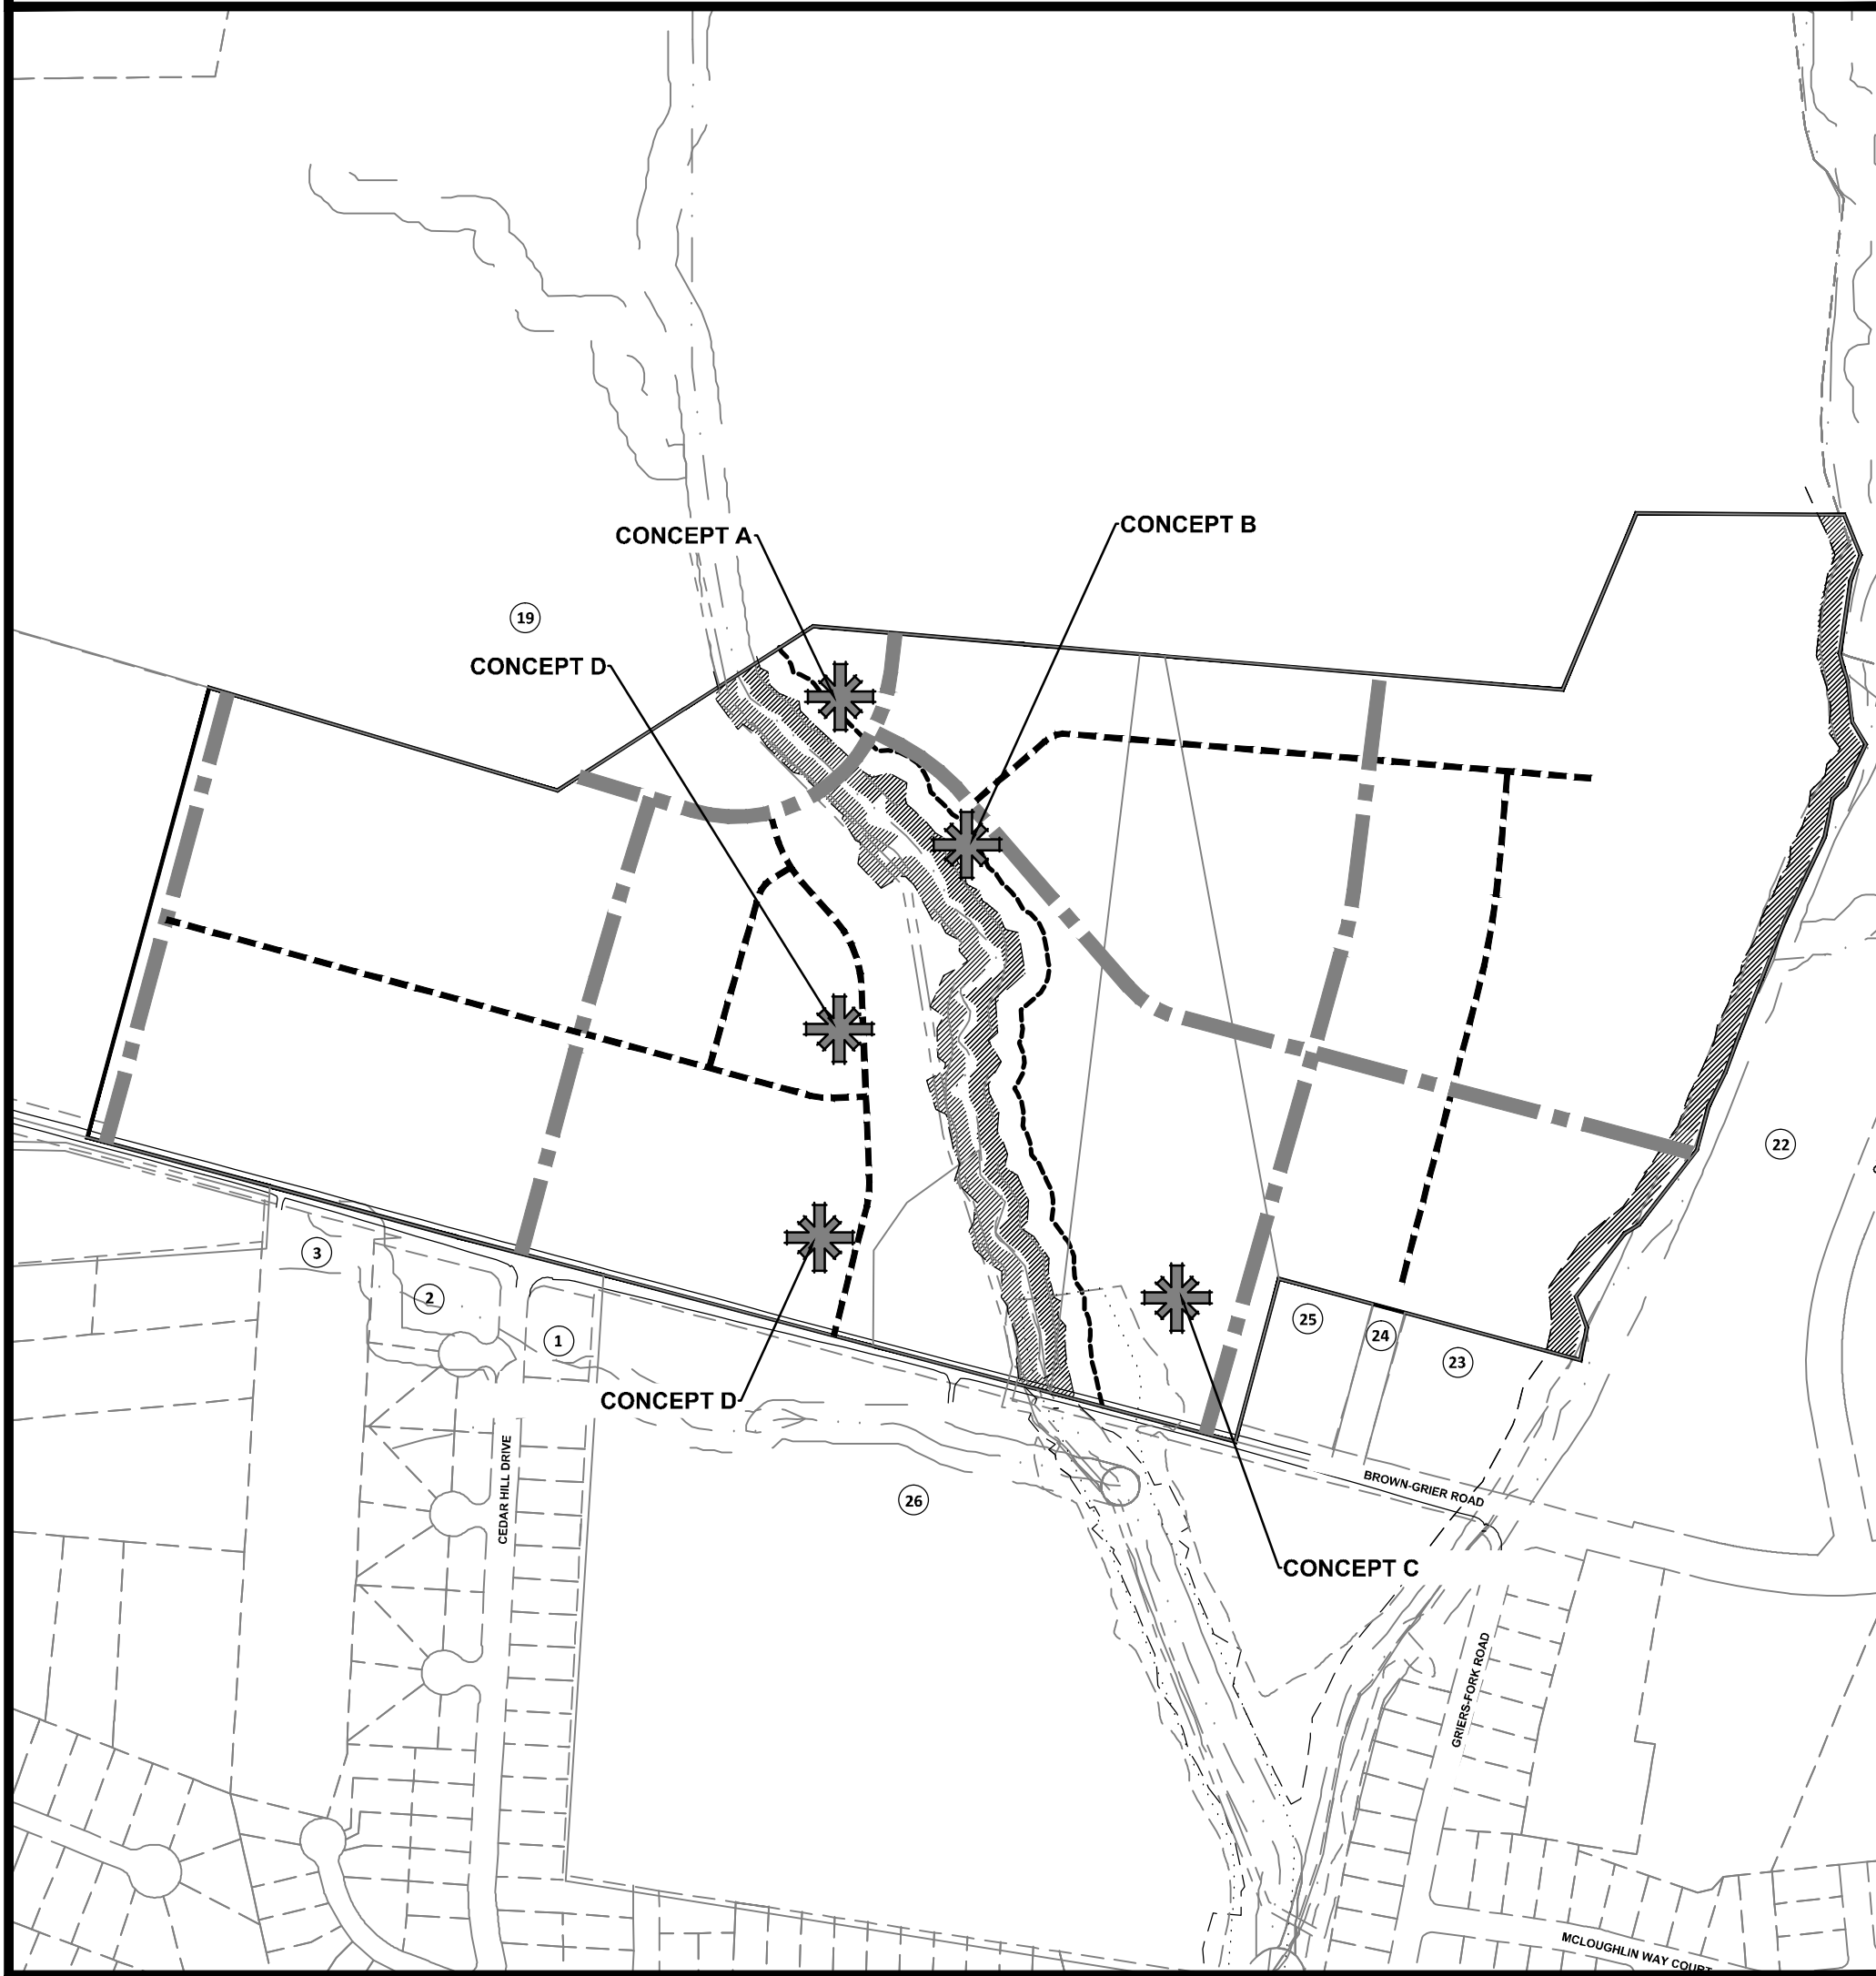 CONCEPT B
CONCEPT A
19
CONCEPT D
22
3
2
25
1
24
23
CONCEPT D
CEDAR HILL DRIVE
BROWN-GRIER ROAD
26
CONCEPT C
GRIERS-FORK ROAD
MCLOUGHLIN WAY COURT